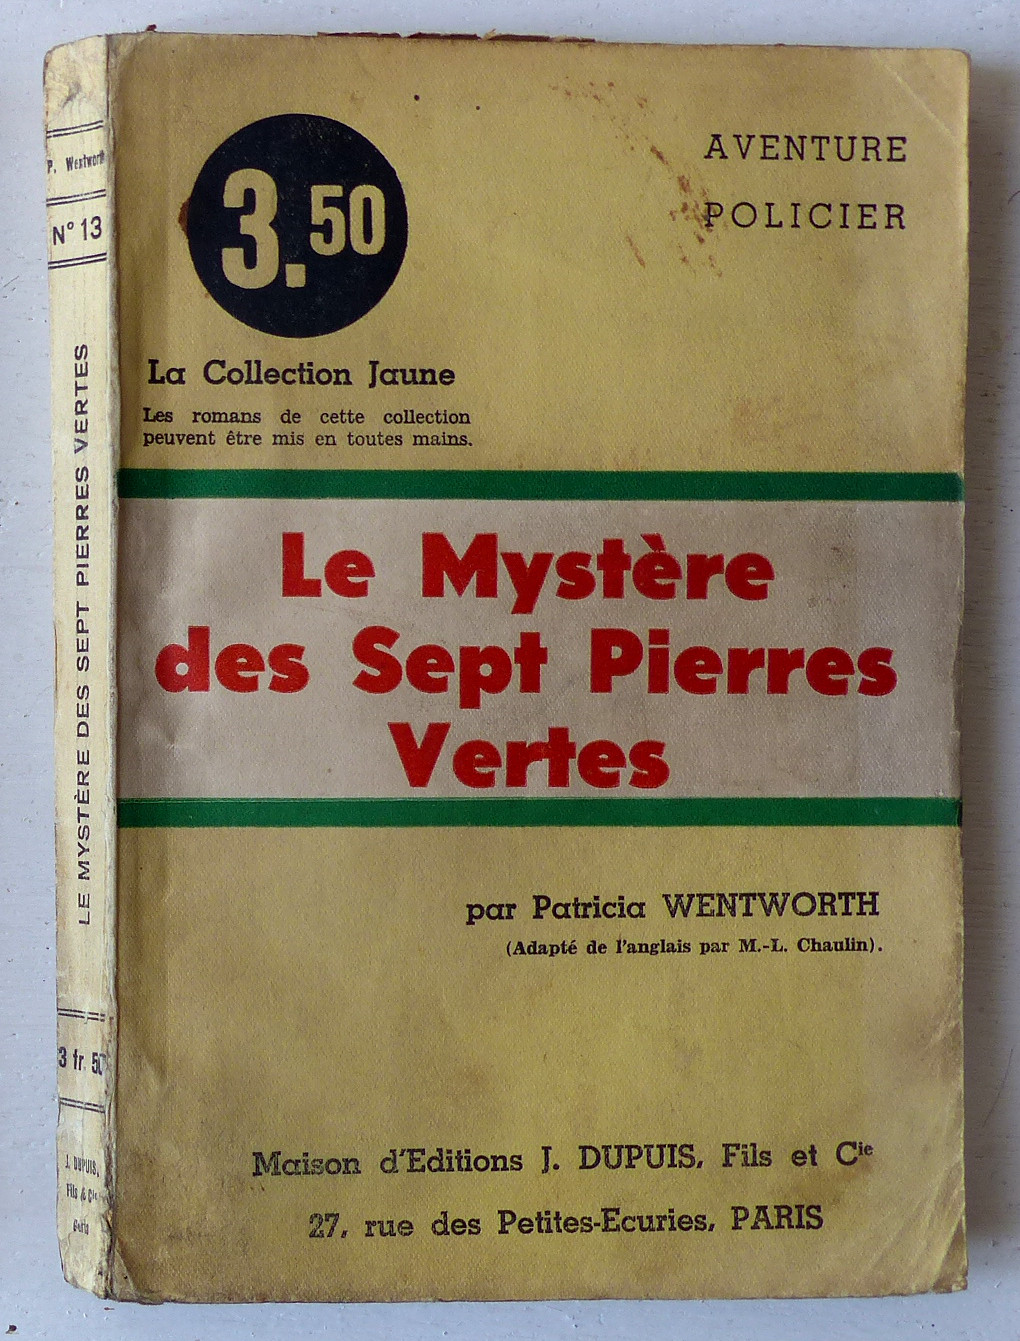 P. Wentworth
N° 13
LE MYSTÈRE DES SEPT PIERRES VERTES
3 fr. 50
J. DUPUIS,
Fils & Cie
Paris
3.50
AVENTURE
POLICIER
La Collection Jaune
Les romans de cette collection
peuvent être mis en toutes mains.
Le Mystère
des Sept Pierres
Vertes
par Patricia WENTWORTH
(Adapté de l'anglais par M.-L. Chaulin).
Maison d'Editions J. DUPUIS, Fils et Cie
27, rue des Petites-Ecuries, PARIS